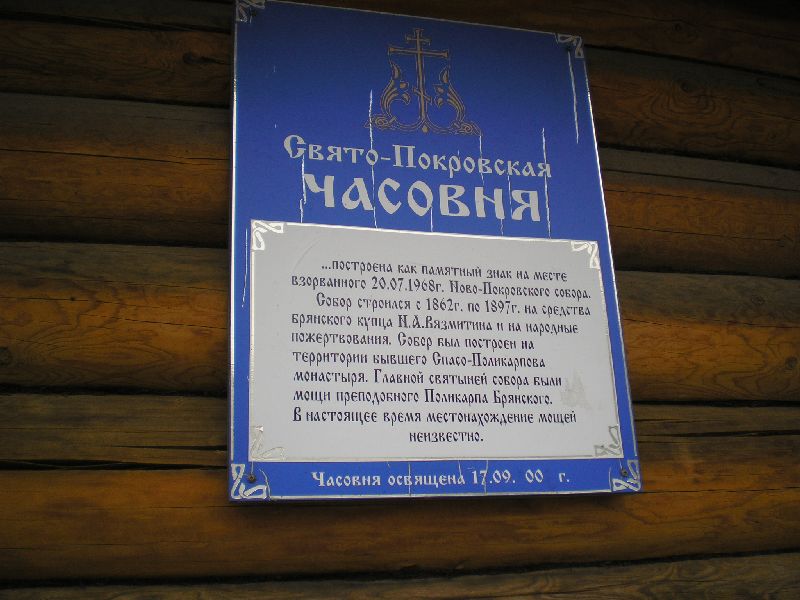 Свято-Покровская
часовня
...построена как памятный знак на месте
взорванного 20.07.1968г. Ново-Покровского собора.
Собор строился с 1862г. по 1897г. на средства
брянского купца Н.А.Вязмитина и на народные
пожертвования. Собор был построен на
территории бывшего Спасо-Поликарпова
монастыря. Главной святыней собора были
мощи преподобного Поликарпа Брянского.
В настоящее время местонахождение мощей
неизвестно.
Часовня освящена 17.09. 00 г.